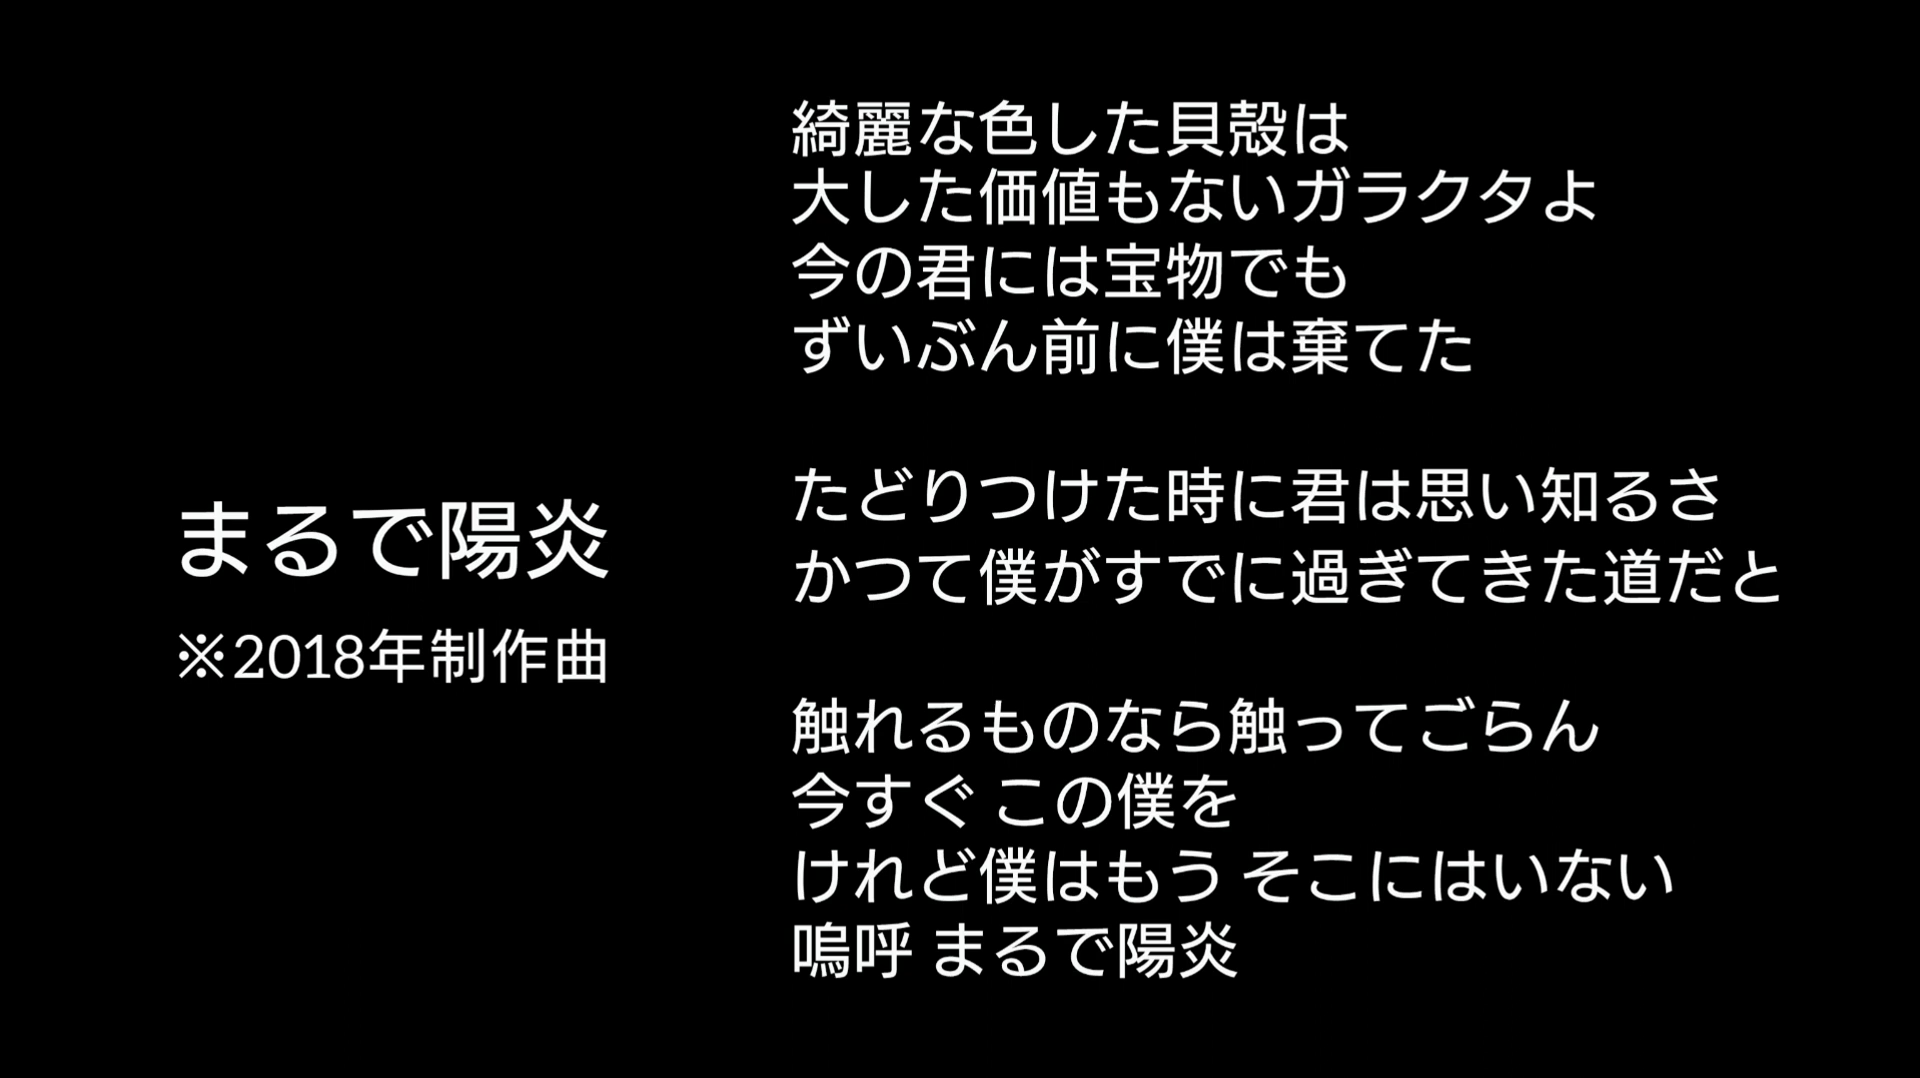 まるで陽炎
※2018年制作曲
綺麗な色した貝殻は
大した価値もないガラクタよ
今の君には宝物でも
ずいぶん前に僕は棄てた
たどりつけた時に君は思い知るさ
かつて僕がすでに過ぎてきた道だと
触れるものなら触ってごらん
今すぐ この僕を
けれど僕はもう そこにはいない
嗚呼 まるで陽炎